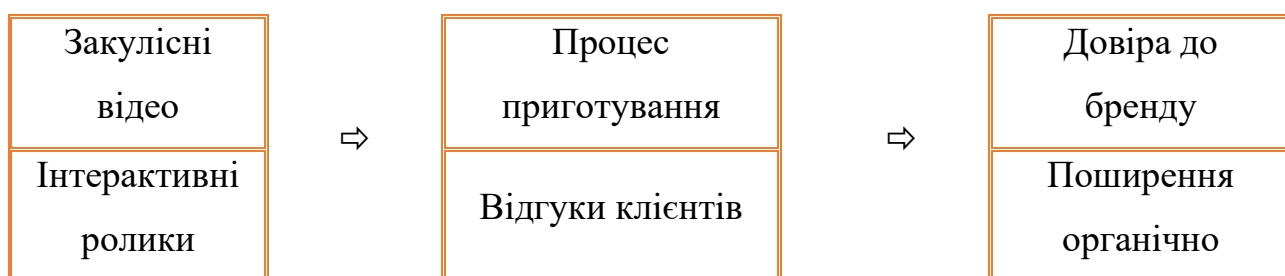 Закулісні
відео
Інтерактивні
ролики
⇨
Процес
приготування
Відгуки клієнтів
⇨
Довіра до
бренду
Поширення
органічно